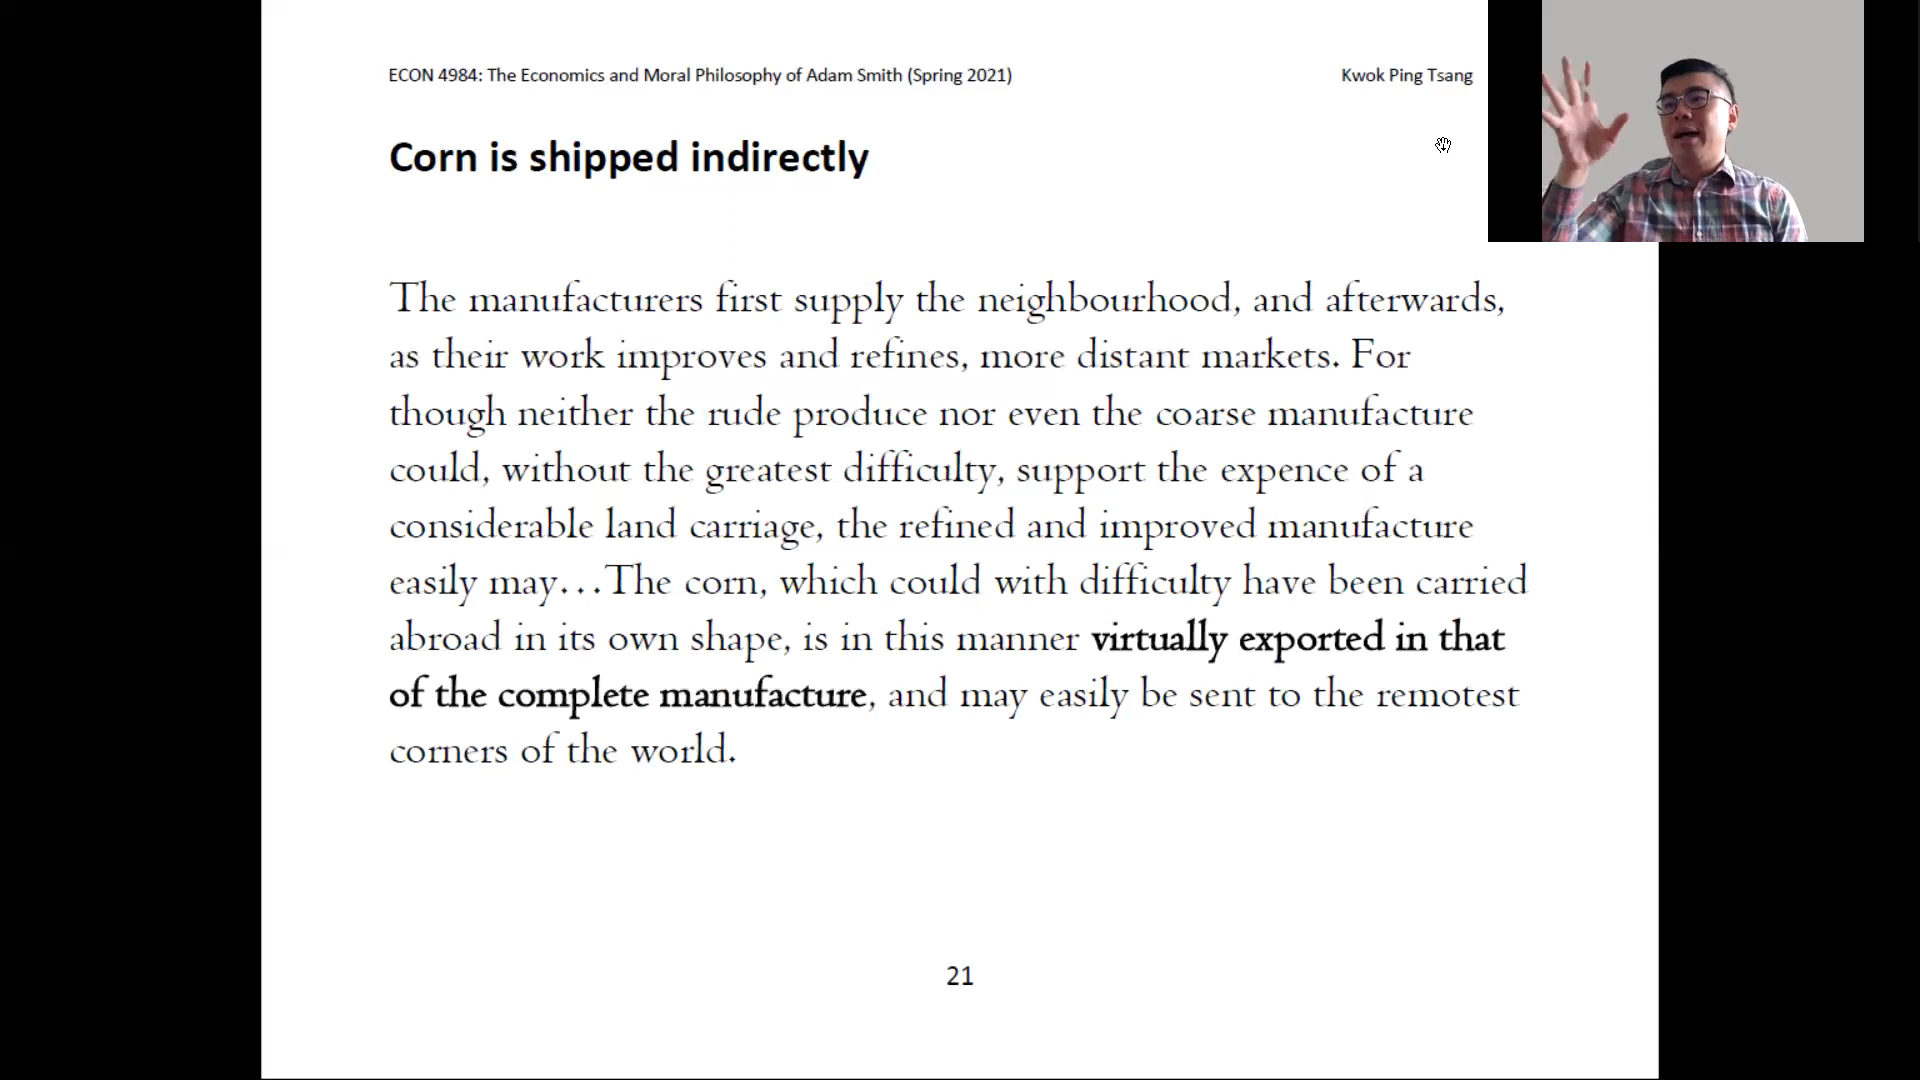 ECON 4984: The Economics and Moral Philosophy of Adam Smith (Spring 2021) Kwok Ping Tsang
Corn is shipped indirectly
The manufacturers first supply the neighbourhood, and afterwards,
as their work improves and refines, more distant markets. For
though neither the rude produce nor even the coarse manufacture
could, without the greatest difficulty, support the expence of a
considerable land carriage, the refined and improved manufacture
easily may…The corn, which could with difficulty have been carried
abroad in its own shape, is in this manner virtually exported in that
of the complete manufacture, and may easily be sent to the remotest
corners of the world.
21